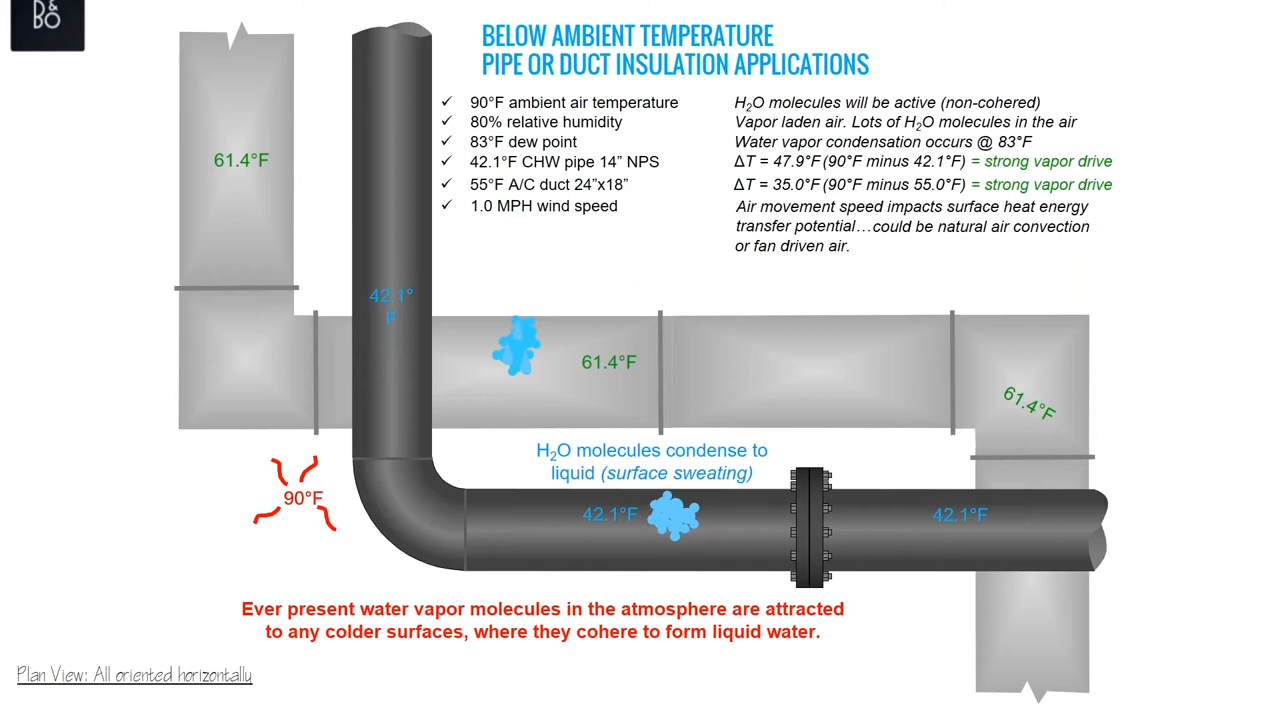 B&BO
BELOW AMBIENT TEMPERATURE
PIPE OR DUCT INSULATION APPLICATIONS
✓ 90°F ambient air temperature
✓ 80% relative humidity
✓ 83°F dew point
✓ 42.1°F CHW pipe 14” NPS
✓ 55°F A/C duct 24”x18”
✓ 1.0 MPH wind speed
H₂O molecules will be active (non-cohered)
Vapor laden air. Lots of H₂O molecules in the air
Water vapor condensation occurs @ 83°F
ΔT = 47.9°F (90°F minus 42.1°F) = strong vapor drive
ΔT = 35.0°F (90°F minus 55.0°F) = strong vapor drive
Air movement speed impacts surface heat energy
transfer potential…could be natural air convection
or fan driven air.
61.4°F
42.1°
F
61.4°F
61.4°F
H₂O molecules condense to
liquid (surface sweating)
90°F
42.1°F
42.1°F
Ever present water vapor molecules in the atmosphere are attracted
to any colder surfaces, where they cohere to form liquid water.
Plan View: All oriented horizontally